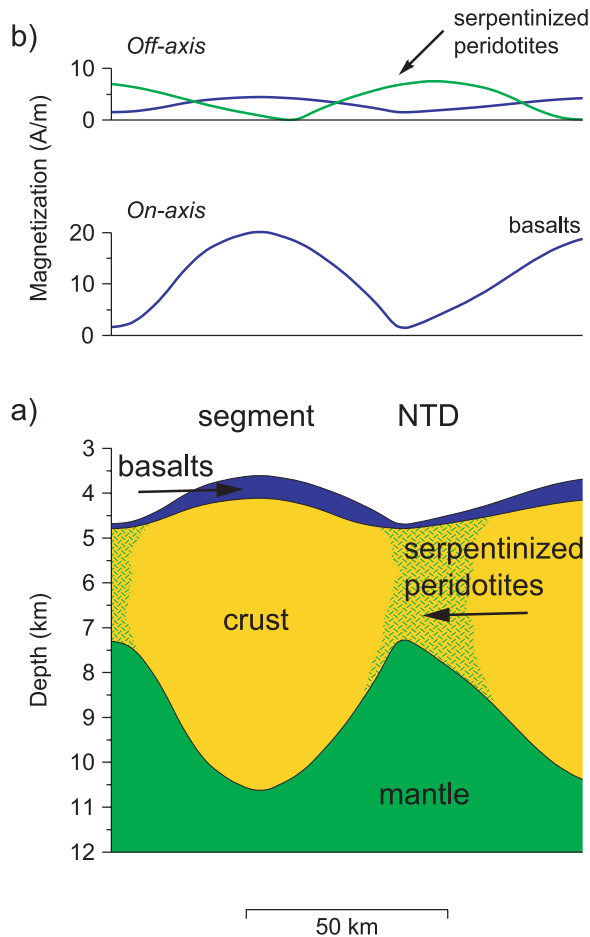 b)
Off-axis
serpentinized
peridotites
10
5
0
Magnetization (A/m)
On-axis
basalts
20
10
0
a)
segment
NTD
3
basalts
4
5
serpentinized
peridotites
6
crust
7
Depth (km)
8
9
10
mantle
11
12
50 km